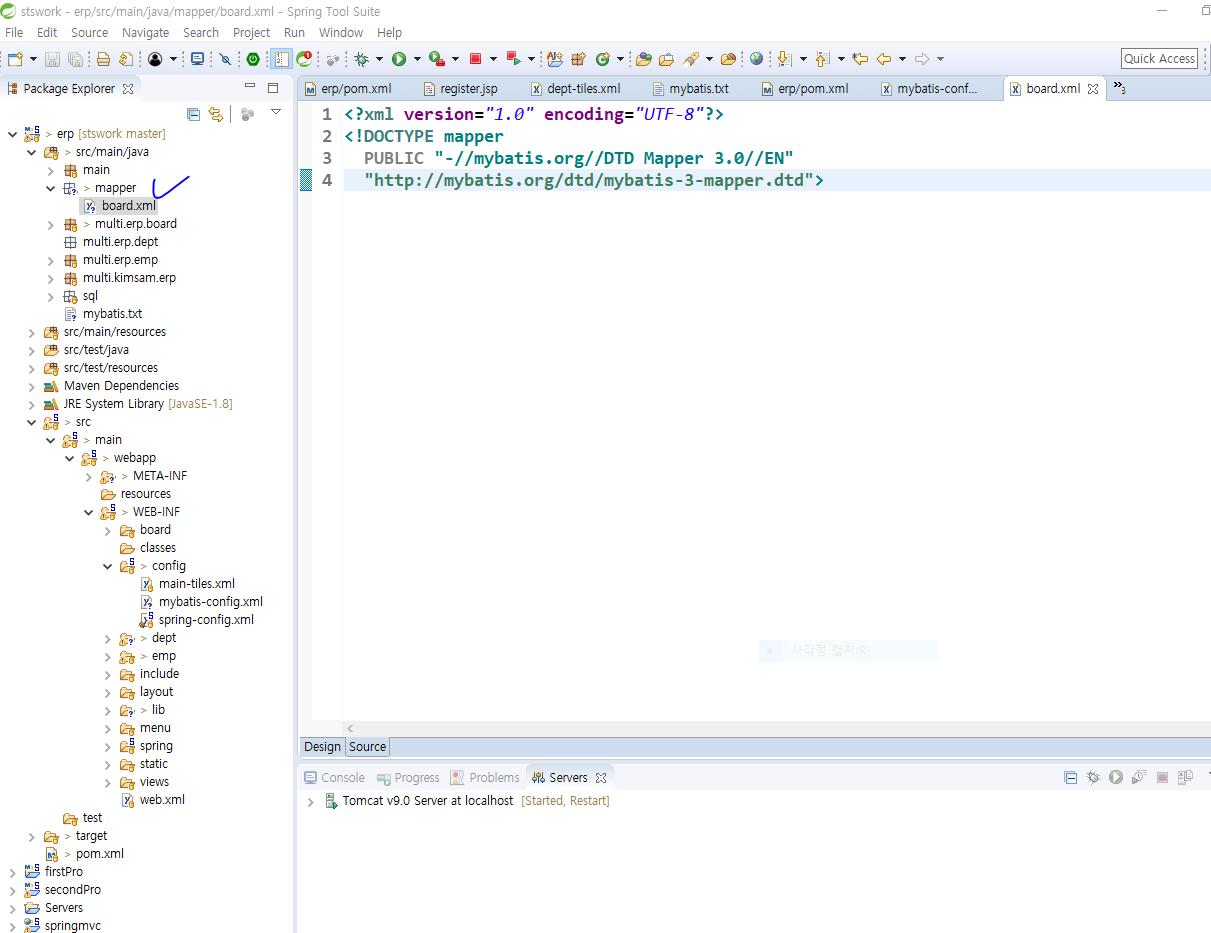 stswork - erp/src/main/java/mapper/board.xml - Spring Tool Suite
File Edit Source Navigate Search Project Run Window Help
Quick Access
Package Explorer
> erp [stswork master]
> src/main/java
main
> mapper
board.xml
> multi.erp.board
multi.erp.dept
multi.erp.emp
multi.kimsam.erp
sql
mybatis.txt
src/main/resources
src/test/java
src/test/resources
Maven Dependencies
JRE System Library [JavaSE-1.8]
> src
> main
> webapp
> META-INF
resources
> WEB-INF
board
classes
> config
main-tiles.xml
mybatis-config.xml
spring-config.xml
> dept
> emp
include
layout
> lib
menu
spring
static
views
web.xml
test
> target
> pom.xml
firstPro
secondPro
Servers
springmvc
erp/pom.xml register.jsp dept-tiles.xml mybatis.txt erp/pom.xml mybatis-conf... board.xml »3
1 <?xml version="1.0" encoding="UTF-8"?>
2 <!DOCTYPE mapper
3 PUBLIC "-//mybatis.org//DTD Mapper 3.0//EN"
4 "http://mybatis.org/dtd/mybatis-3-mapper.dtd">
사각형 캡처(R)
Design Source
Console Progress Problems Servers
Tomcat v9.0 Server at localhost [Started, Restart]